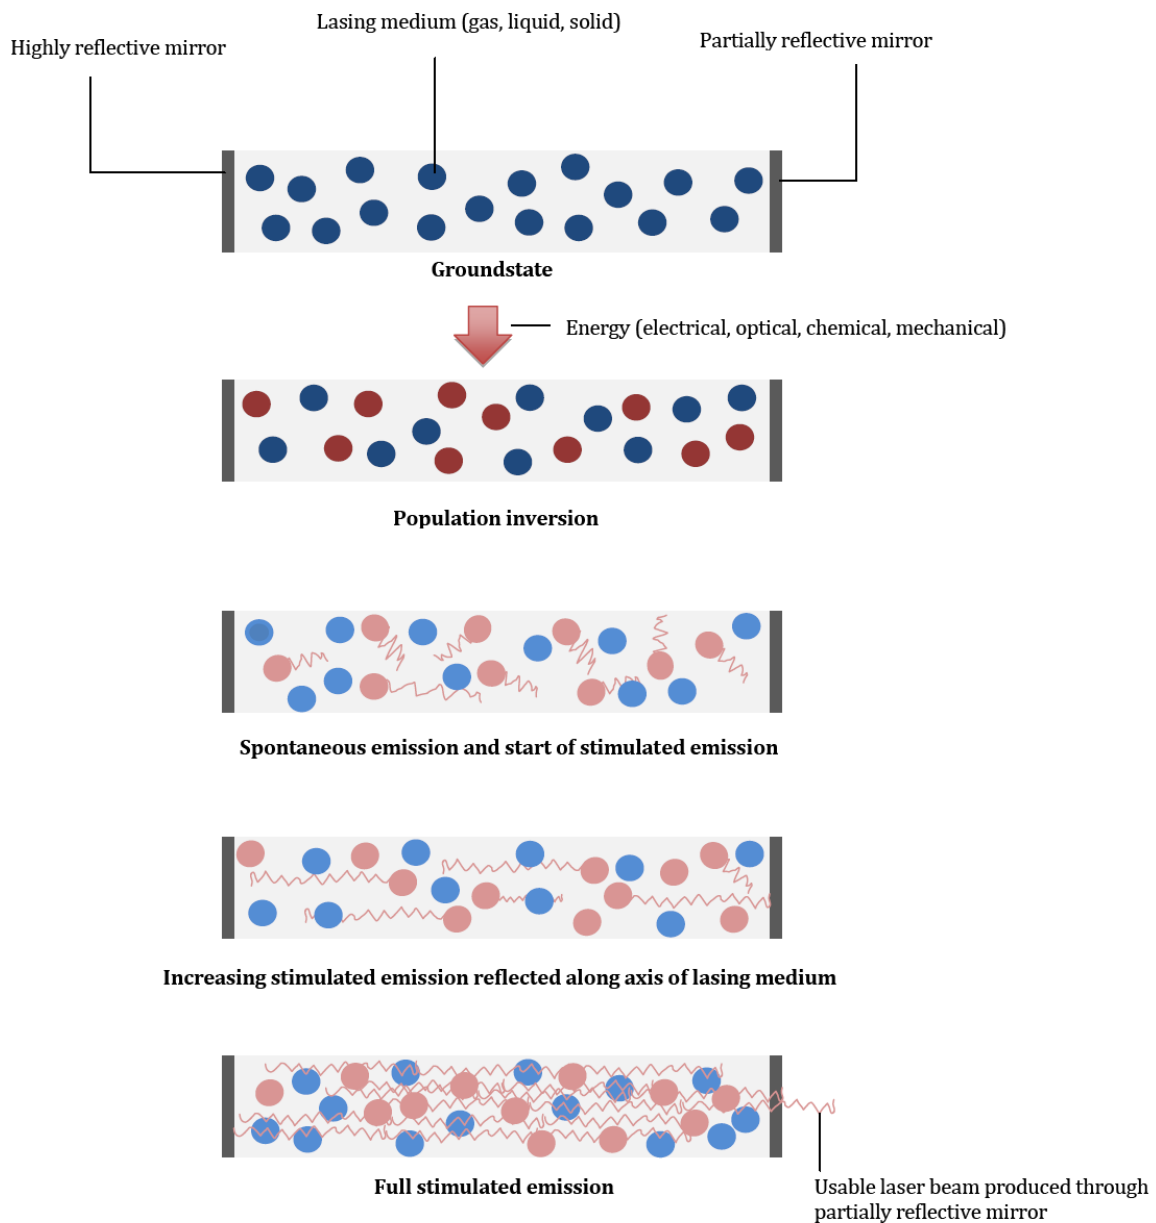 Lasing medium (gas, liquid, solid)
Highly reflective mirror
Partially reflective mirror
Groundstate
Energy (electrical, optical, chemical, mechanical)
Population inversion
Spontaneous emission and start of stimulated emission
Increasing stimulated emission reflected along axis of lasing medium
Full stimulated emission
Usable laser beam produced through
partially reflective mirror